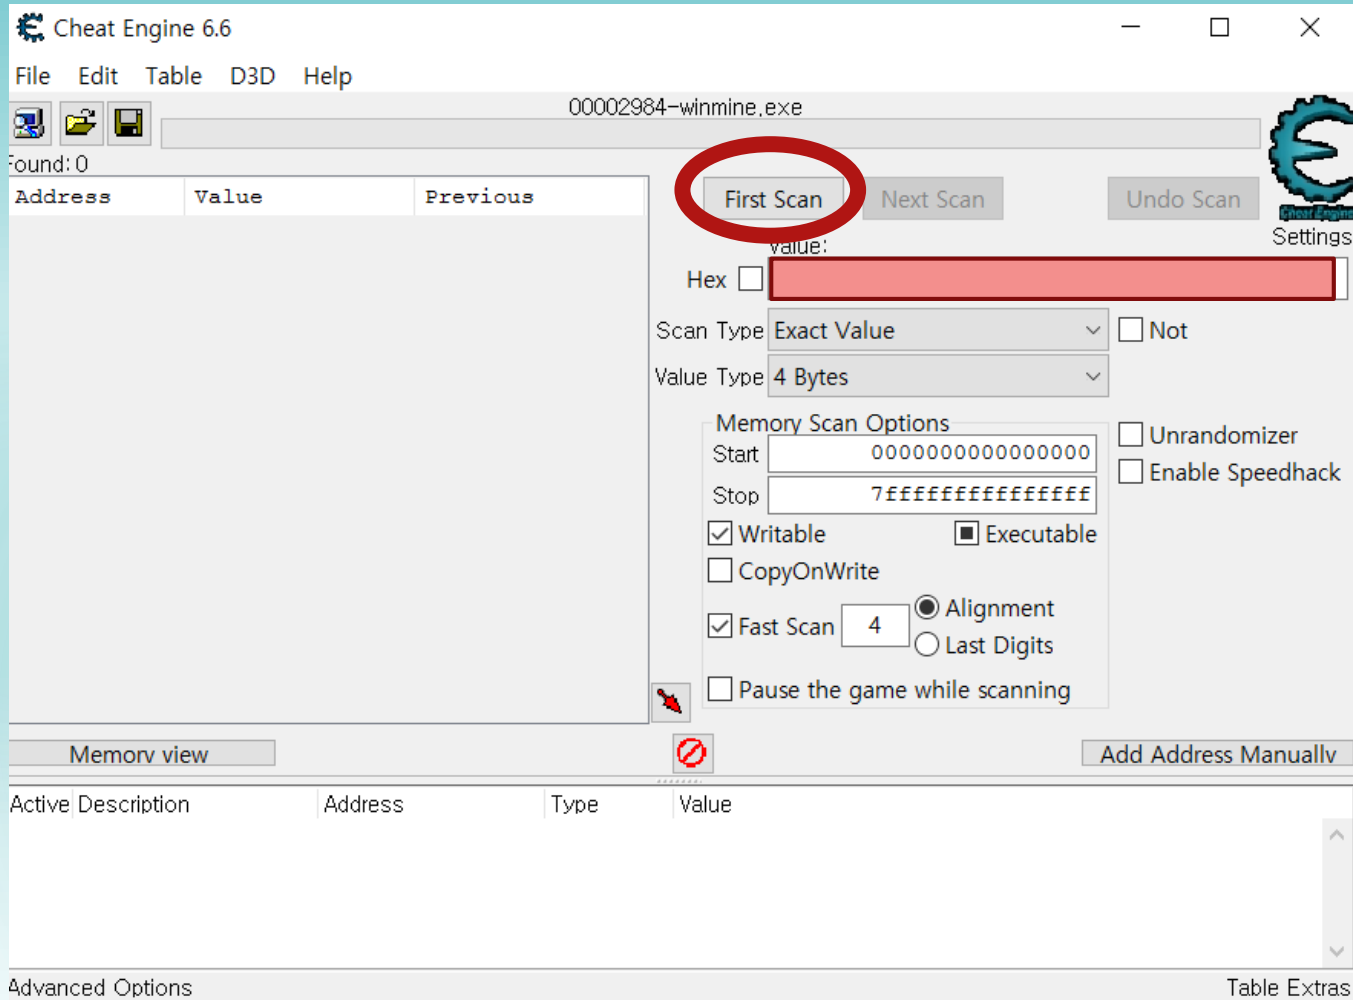 Cheat Engine 6.6
File Edit Table D3D Help
00002984-winmine.exe
Found: 0
Address Value Previous
First Scan Next Scan Undo Scan
Cheat Engine
Settings
Value:
Hex
Scan Type Exact Value Not
Value Type 4 Bytes
Memory Scan Options
Unrandomizer
Start 0000000000000000
Enable Speedhack
Stop 7fffffffffffffff
Writable Executable
CopyOnWrite
Fast Scan 4 Alignment
Last Digits
Pause the game while scanning
Memory view Add Address Manually
Active Description Address Type Value
Advanced Options Table Extras